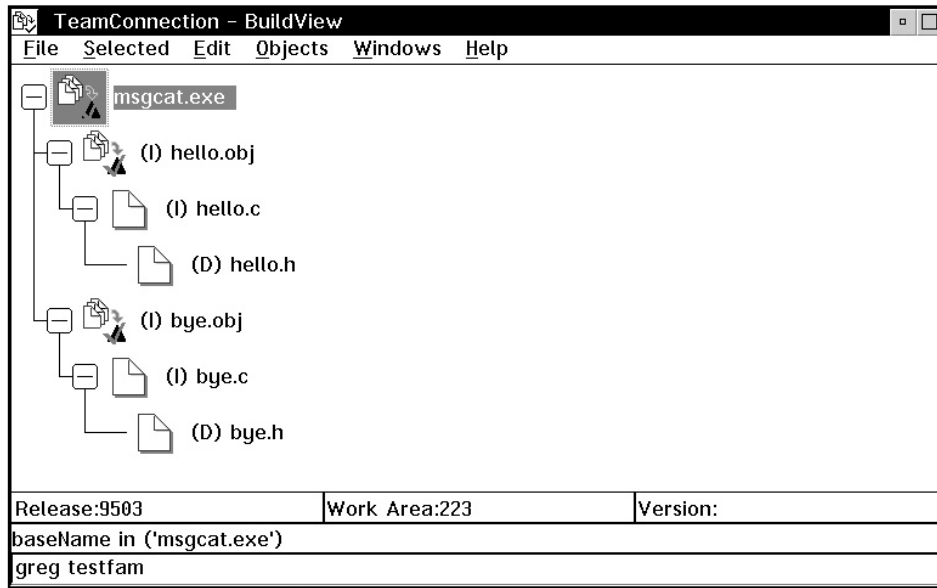 TeamConnection - BuildView
File Selected Edit Objects Windows Help
msgcat.exe
(I) hello.obj
(I) hello.c
(D) hello.h
(I) bye.obj
(I) bye.c
(D) bye.h
Release:9503 Work Area:223 Version:
baseName in ('msgcat.exe')
greg testfam